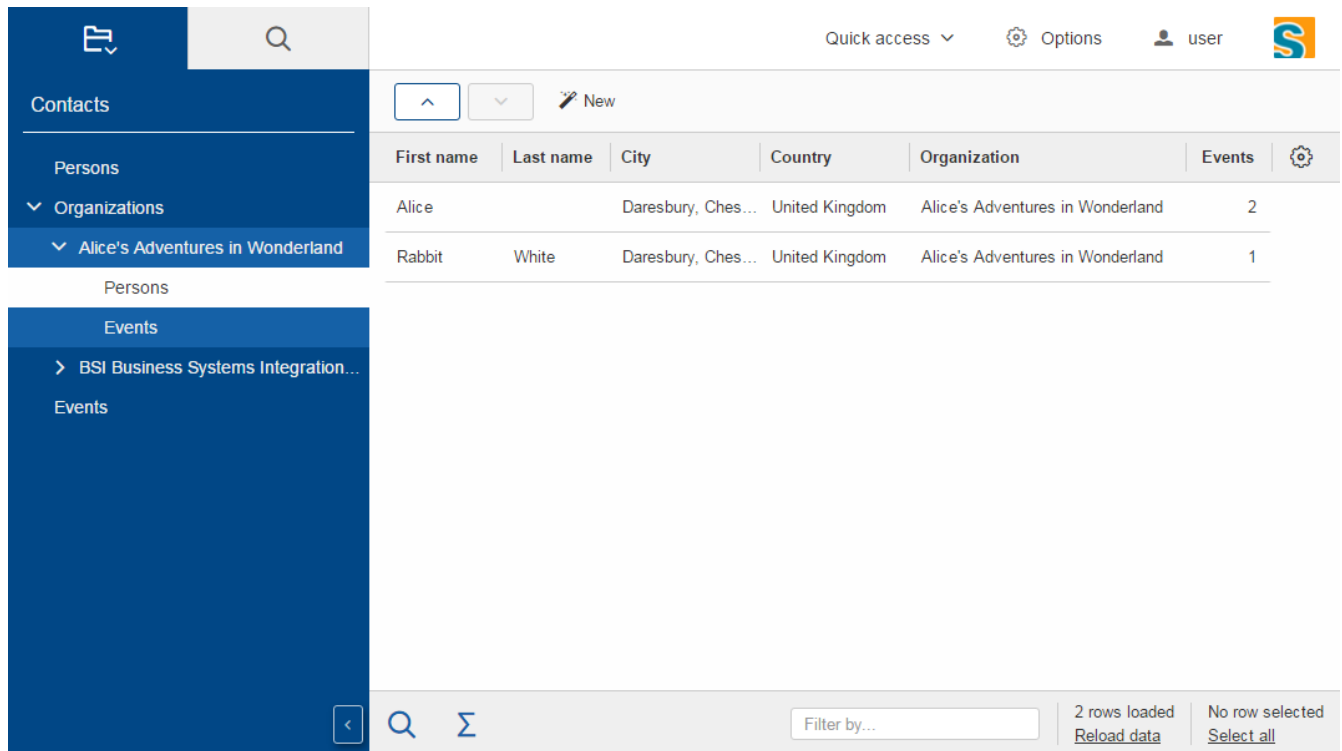 Quick access
Options
user
Contacts
New
Persons
Organizations
Alice's Adventures in Wonderland
Persons
Events
BSI Business Systems Integration...
Events
First name Last name City Country Organization Events
Alice Daresbury, Ches... United Kingdom Alice's Adventures in Wonderland 2
Rabbit White Daresbury, Ches... United Kingdom Alice's Adventures in Wonderland 1
Filter by...
2 rows loaded
Reload data
No row selected
Select all